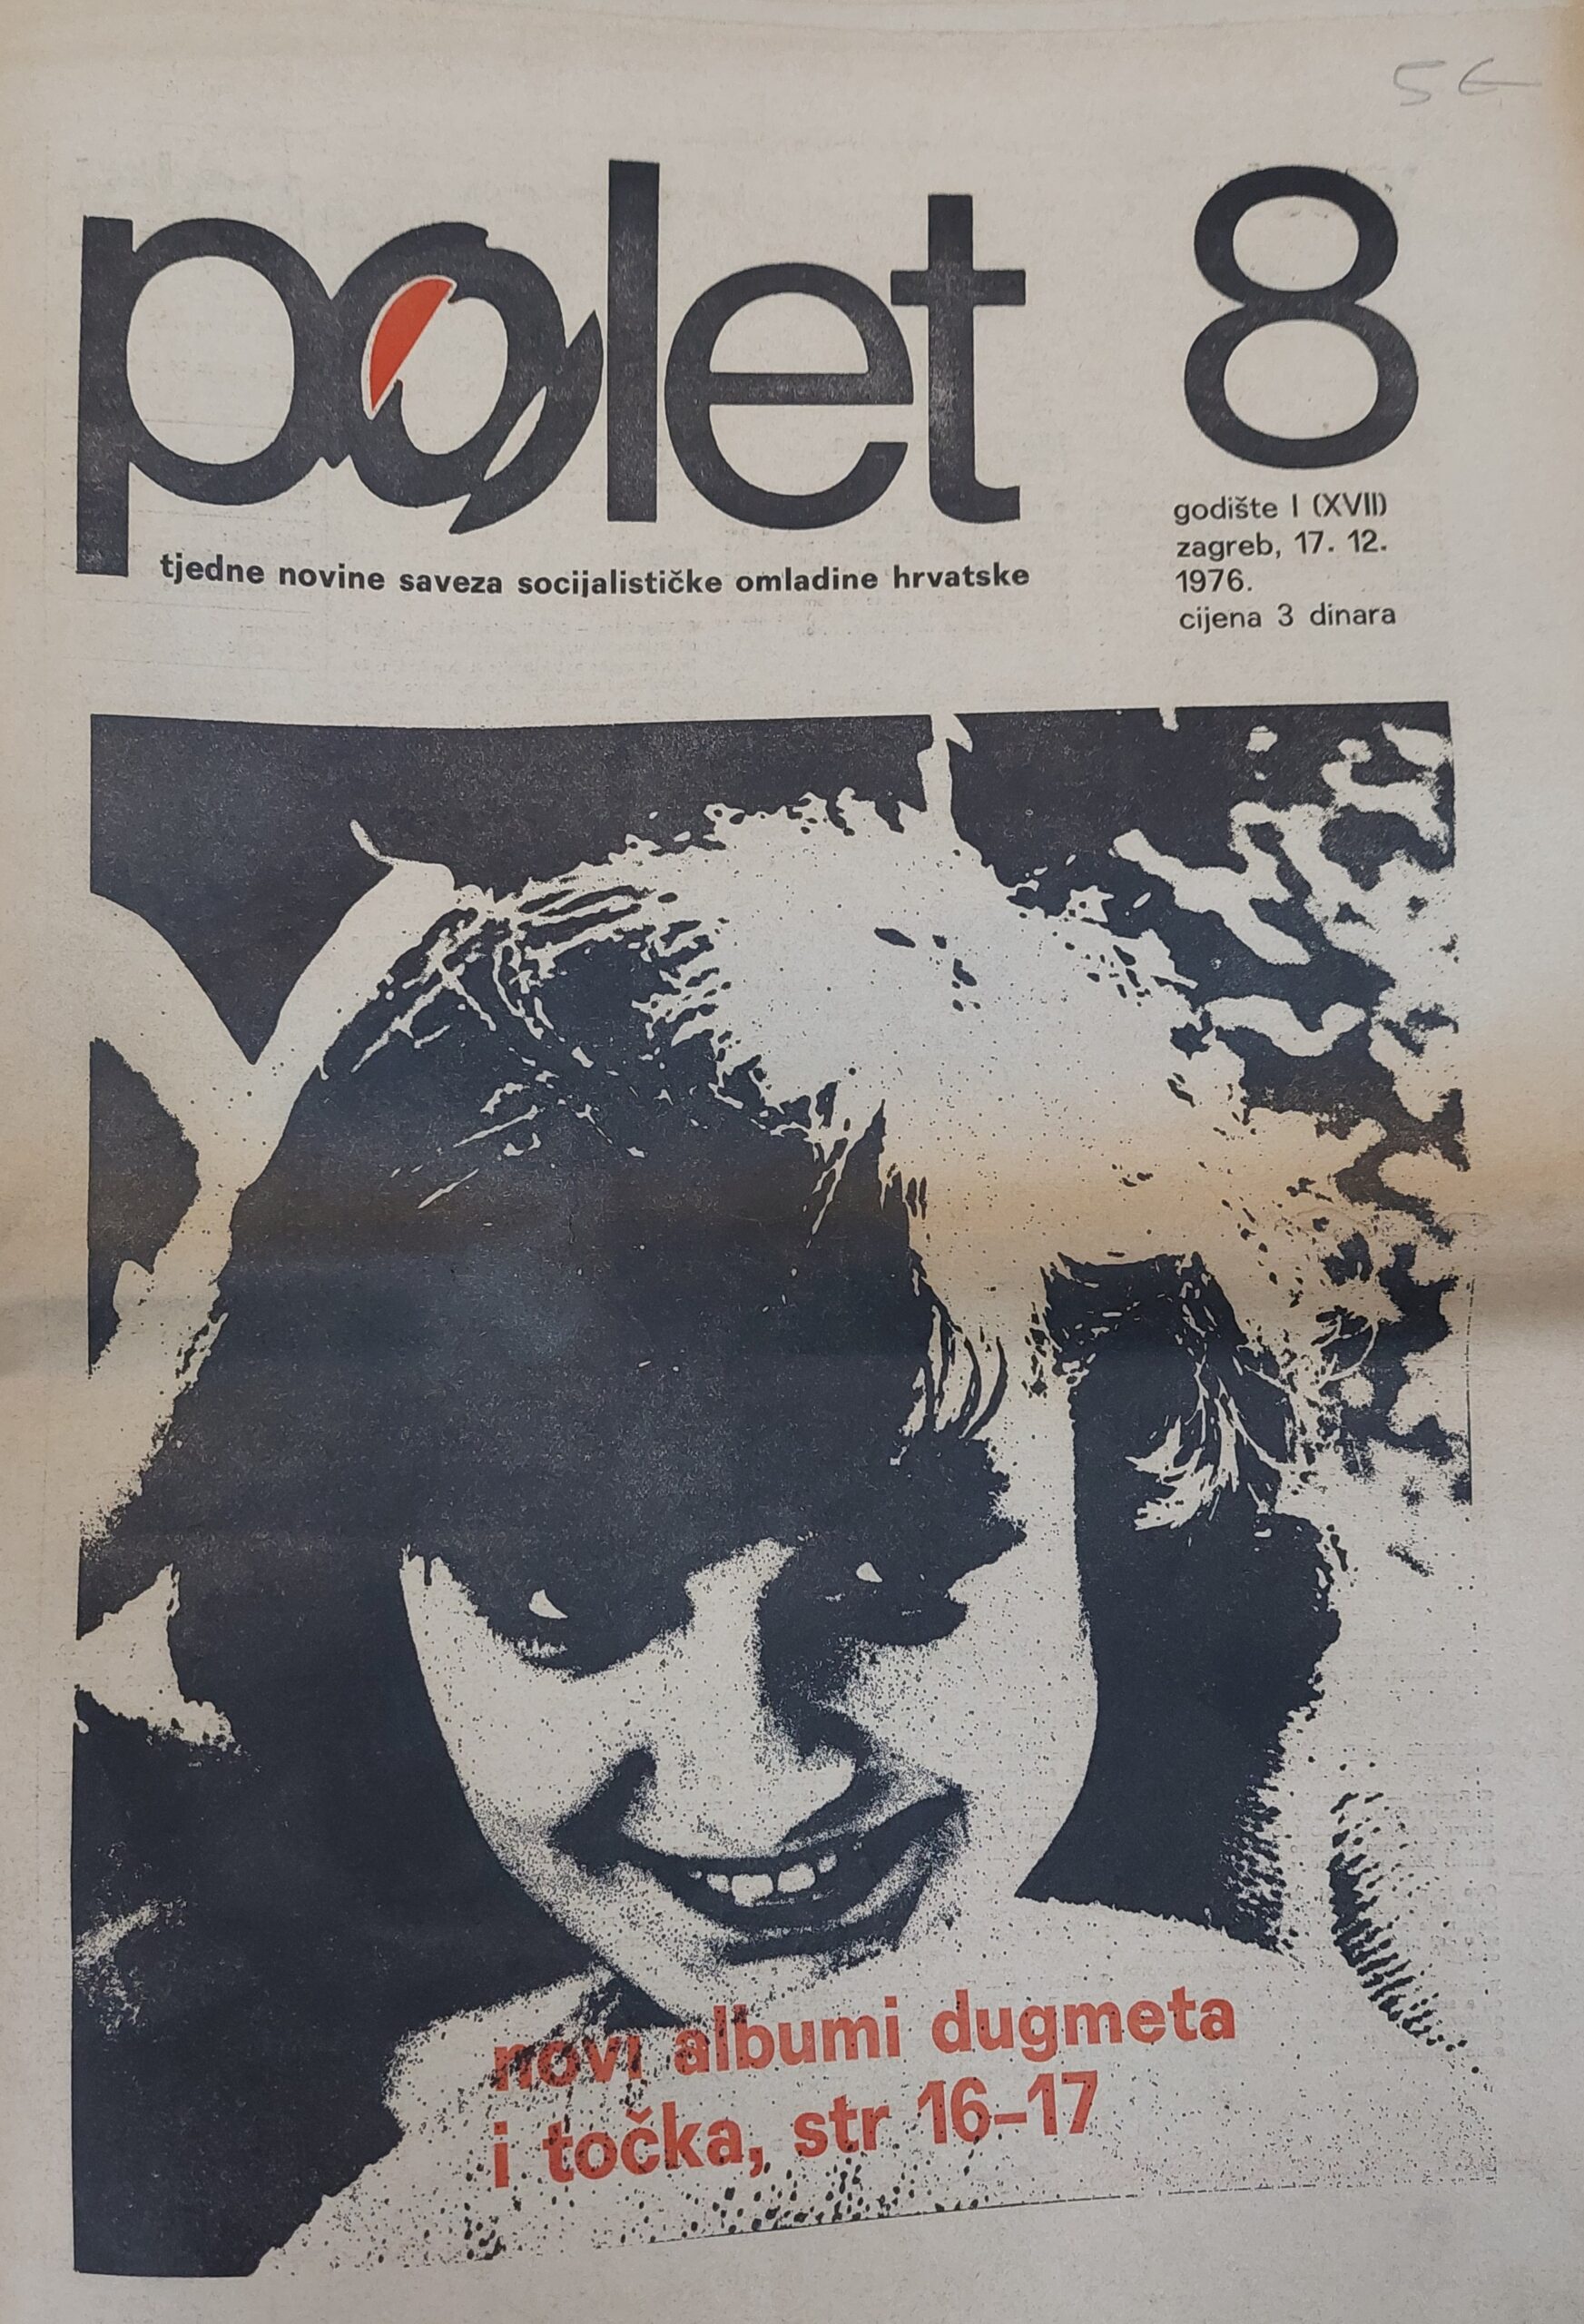 5 €
polet 8
tjedne novine saveza socijalističke omladine hrvatske
godište I (XVII)
zagreb, 17. 12.
1976.
cijena 3 dinara
novi albumi dugmeta
i točka, str 16-17